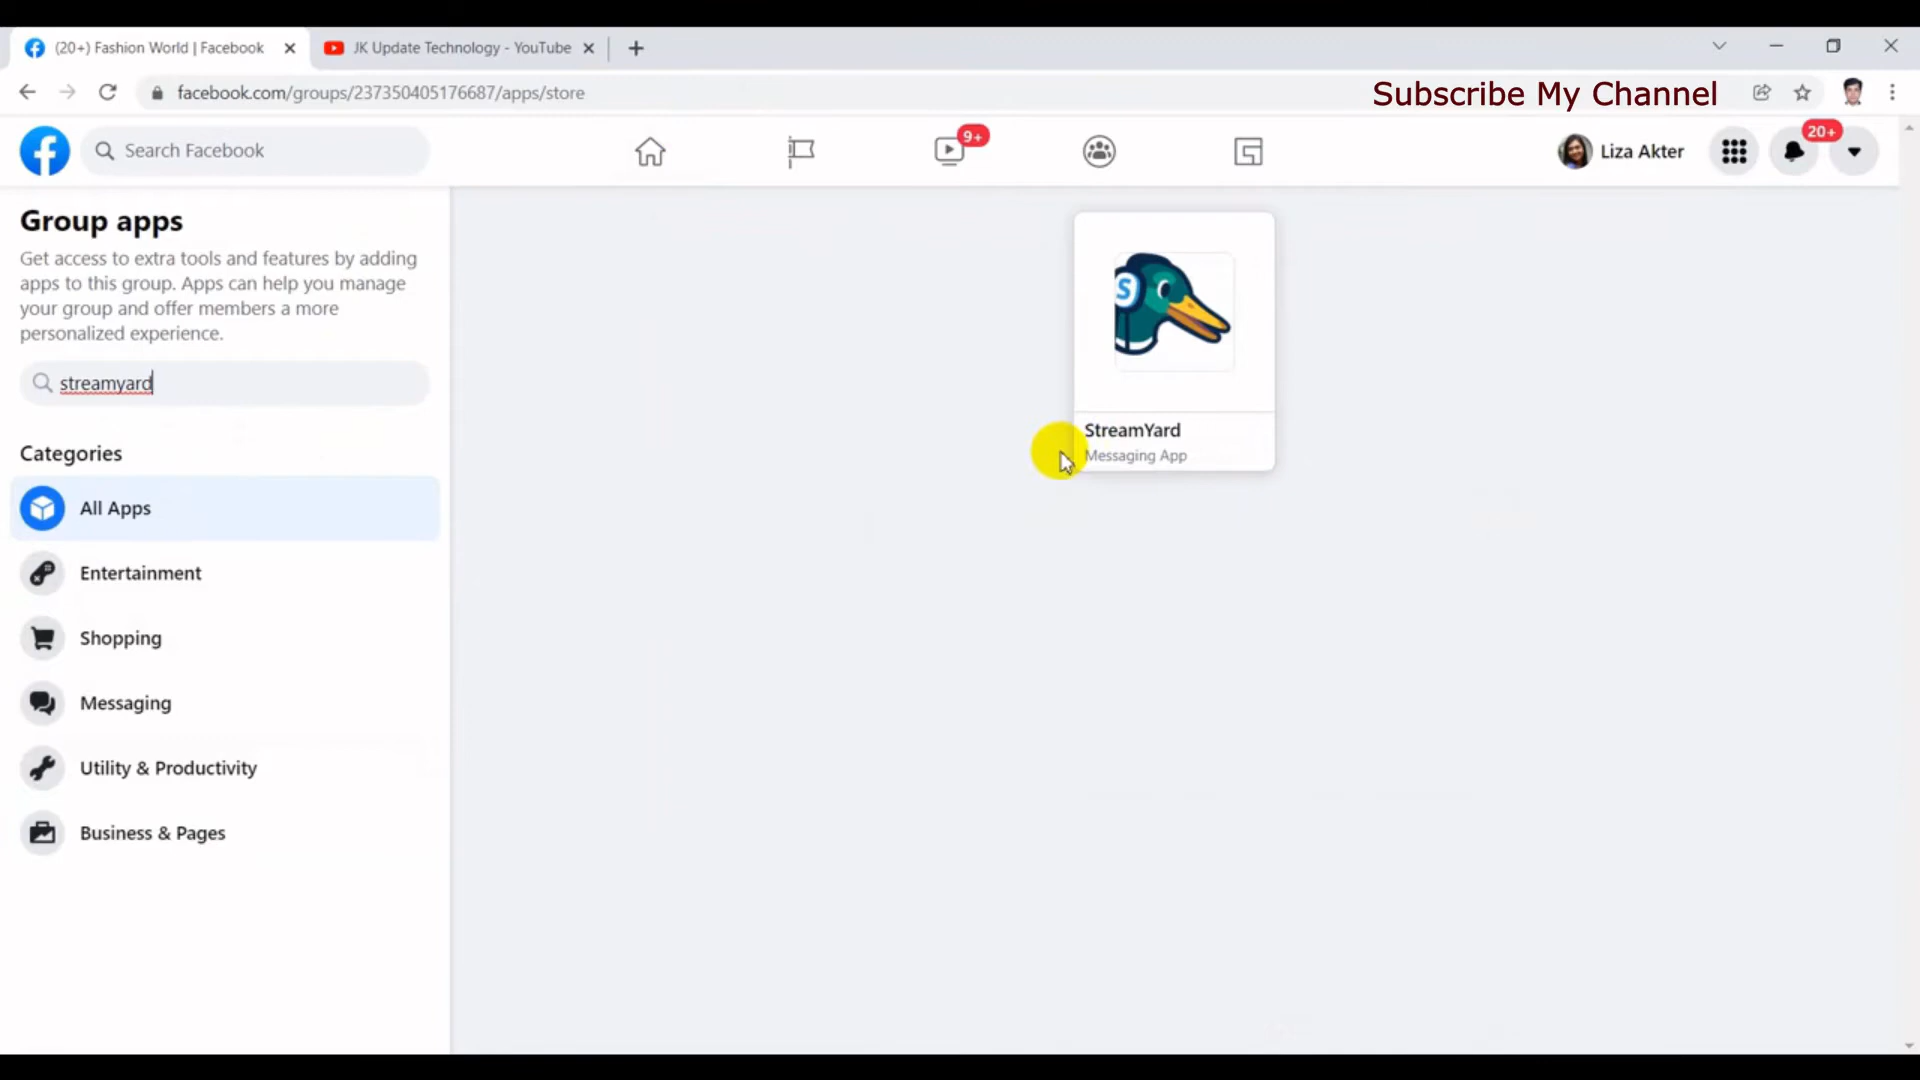 (20+) Fashion World | Facebook
JK Update Technology - YouTube
facebook.com/groups/237350405176687/apps/store
Subscribe My Channel
Search Facebook
9+
Liza Akter
20+
Group apps
Get access to extra tools and features by adding
apps to this group. Apps can help you manage
your group and offer members a more
personalized experience.
streamyard
Categories
All Apps
Entertainment
Shopping
Messaging
Utility & Productivity
Business & Pages
S
StreamYard
Messaging App